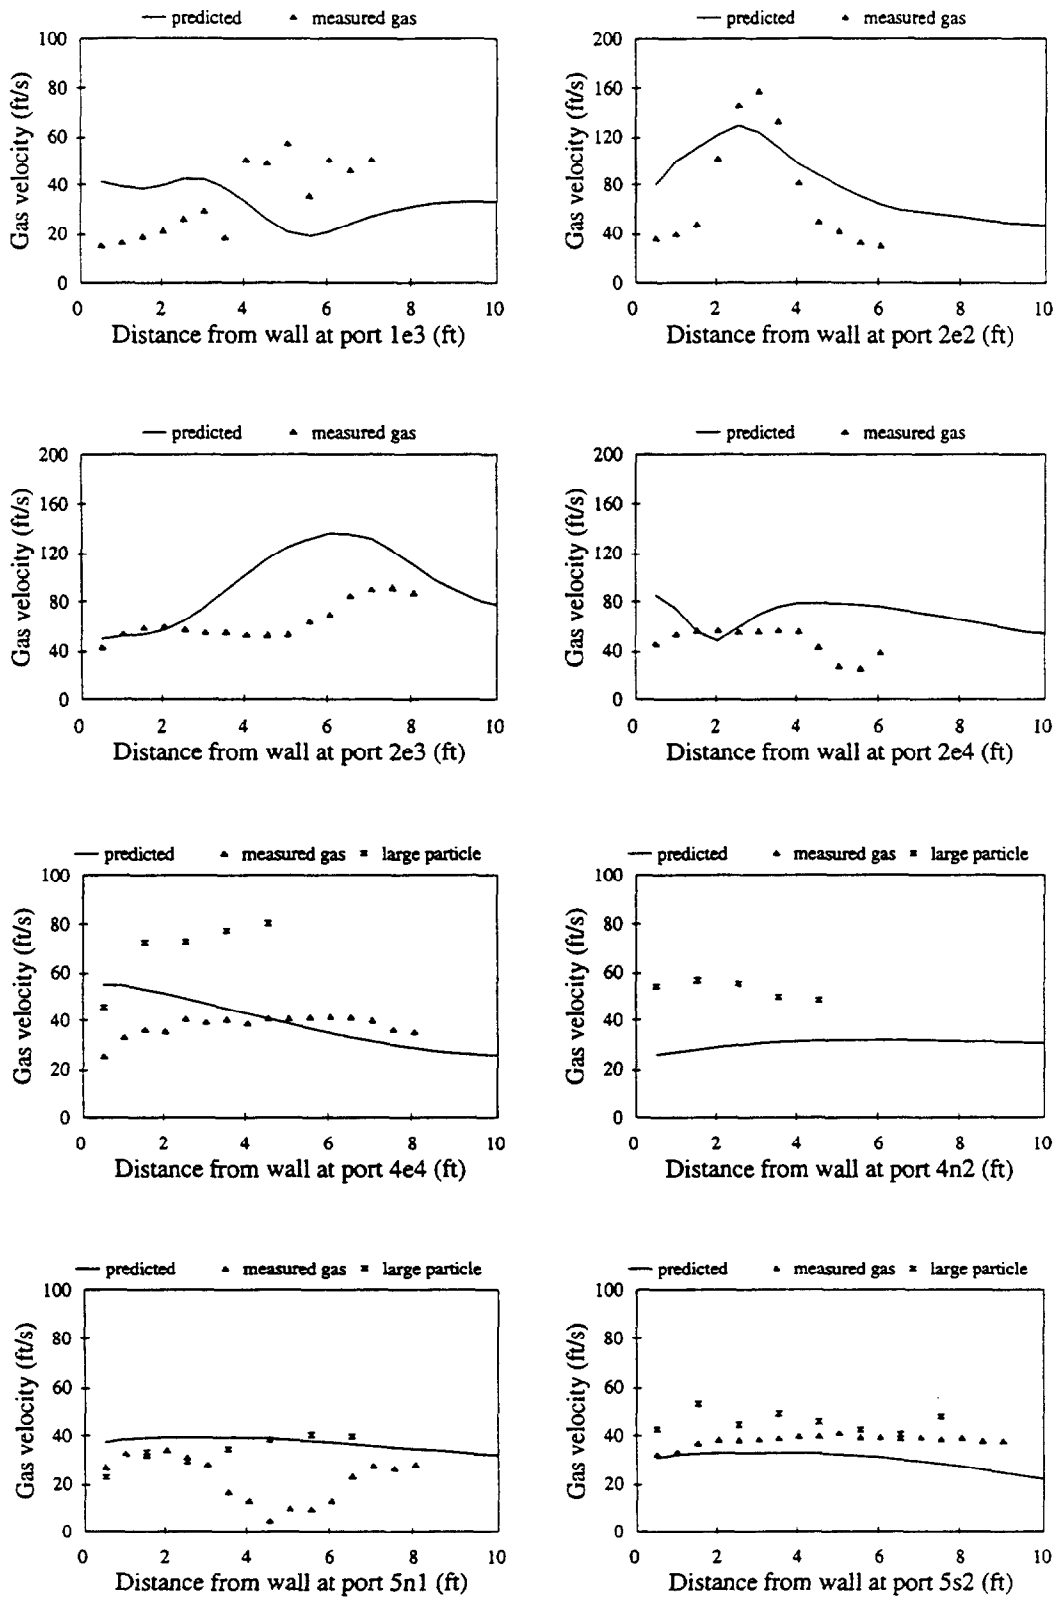 predicted measured gas
100
80
60
40
20
0
0 2 4 6 8 10
Gas velocity (ft/s)
Distance from wall at port 1e3 (ft)
predicted measured gas
200
160
120
80
40
0
0 2 4 6 8 10
Gas velocity (ft/s)
Distance from wall at port 2e2 (ft)
predicted measured gas
200
160
120
80
40
0
0 2 4 6 8 10
Gas velocity (ft/s)
Distance from wall at port 2e3 (ft)
predicted measured gas
200
160
120
80
40
0
0 2 4 6 8 10
Gas velocity (ft/s)
Distance from wall at port 2e4 (ft)
predicted measured gas large particle
100
80
60
40
20
0
0 2 4 6 8 10
Gas velocity (ft/s)
Distance from wall at port 4e4 (ft)
predicted measured gas large particle
100
80
60
40
20
0
0 2 4 6 8 10
Gas velocity (ft/s)
Distance from wall at port 4n2 (ft)
predicted measured gas large particle
100
80
60
40
20
0
0 2 4 6 8 10
Gas velocity (ft/s)
Distance from wall at port 5n1 (ft)
predicted measured gas large particle
100
80
60
40
20
0
0 2 4 6 8 10
Gas velocity (ft/s)
Distance from wall at port 5s2 (ft)